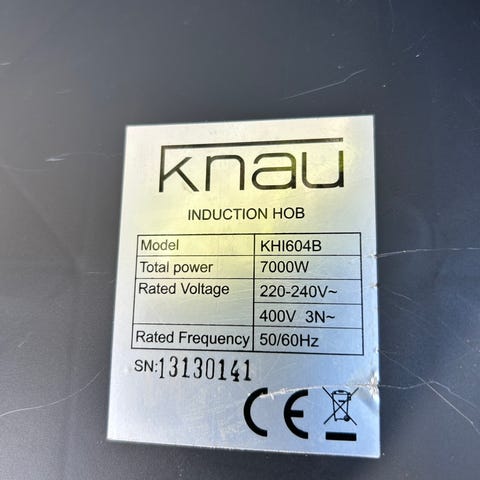 knau
INDUCTION HOB
Model KHI604B
Total power 7000W
Rated Voltage 220-240V~
400V 3N~
Rated Frequency 50/60Hz
SN:13130141
CE